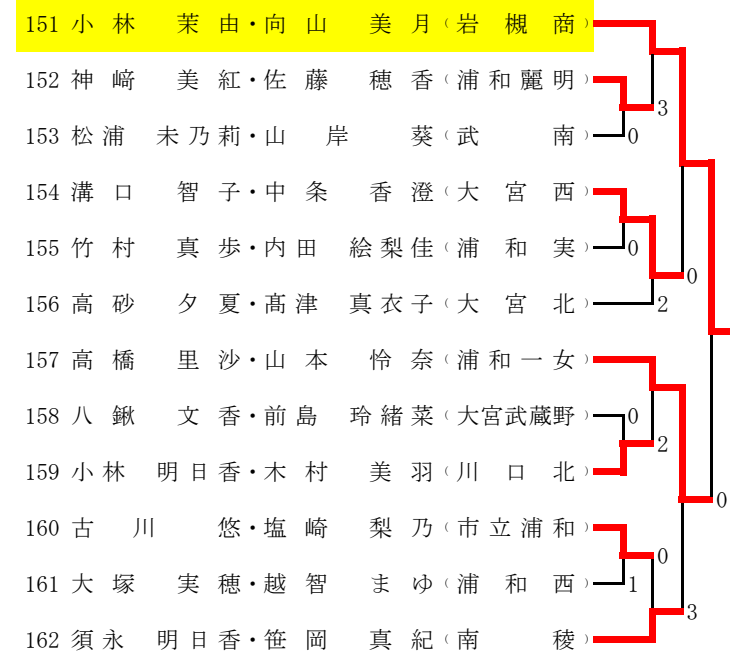 151 小林 茉由・向山 美月（岩槻商）
152 神﨑 美紅・佐藤 穂香（浦和麗明）
3
153 松浦 未乃莉・山岸 葵（武南）
0
154 溝口 智子・中条 香澄（大宮西）
155 竹村 真歩・内田 絵梨佳（浦和実）
0
0
156 高砂 夕夏・髙津 真衣子（大宮北）
2
157 高橋 里沙・山本 怜奈（浦和一女）
158 八鍬 文香・前島 玲緒菜（大宮武蔵野）
0
2
159 小林 明日香・木村 美羽（川口北）
0
160 古川 悠・塩崎 梨乃（市立浦和）
0
161 大塚 実穂・越智 まゆ（浦和西）
1
3
162 須永 明日香・笹岡 真紀（南稜）